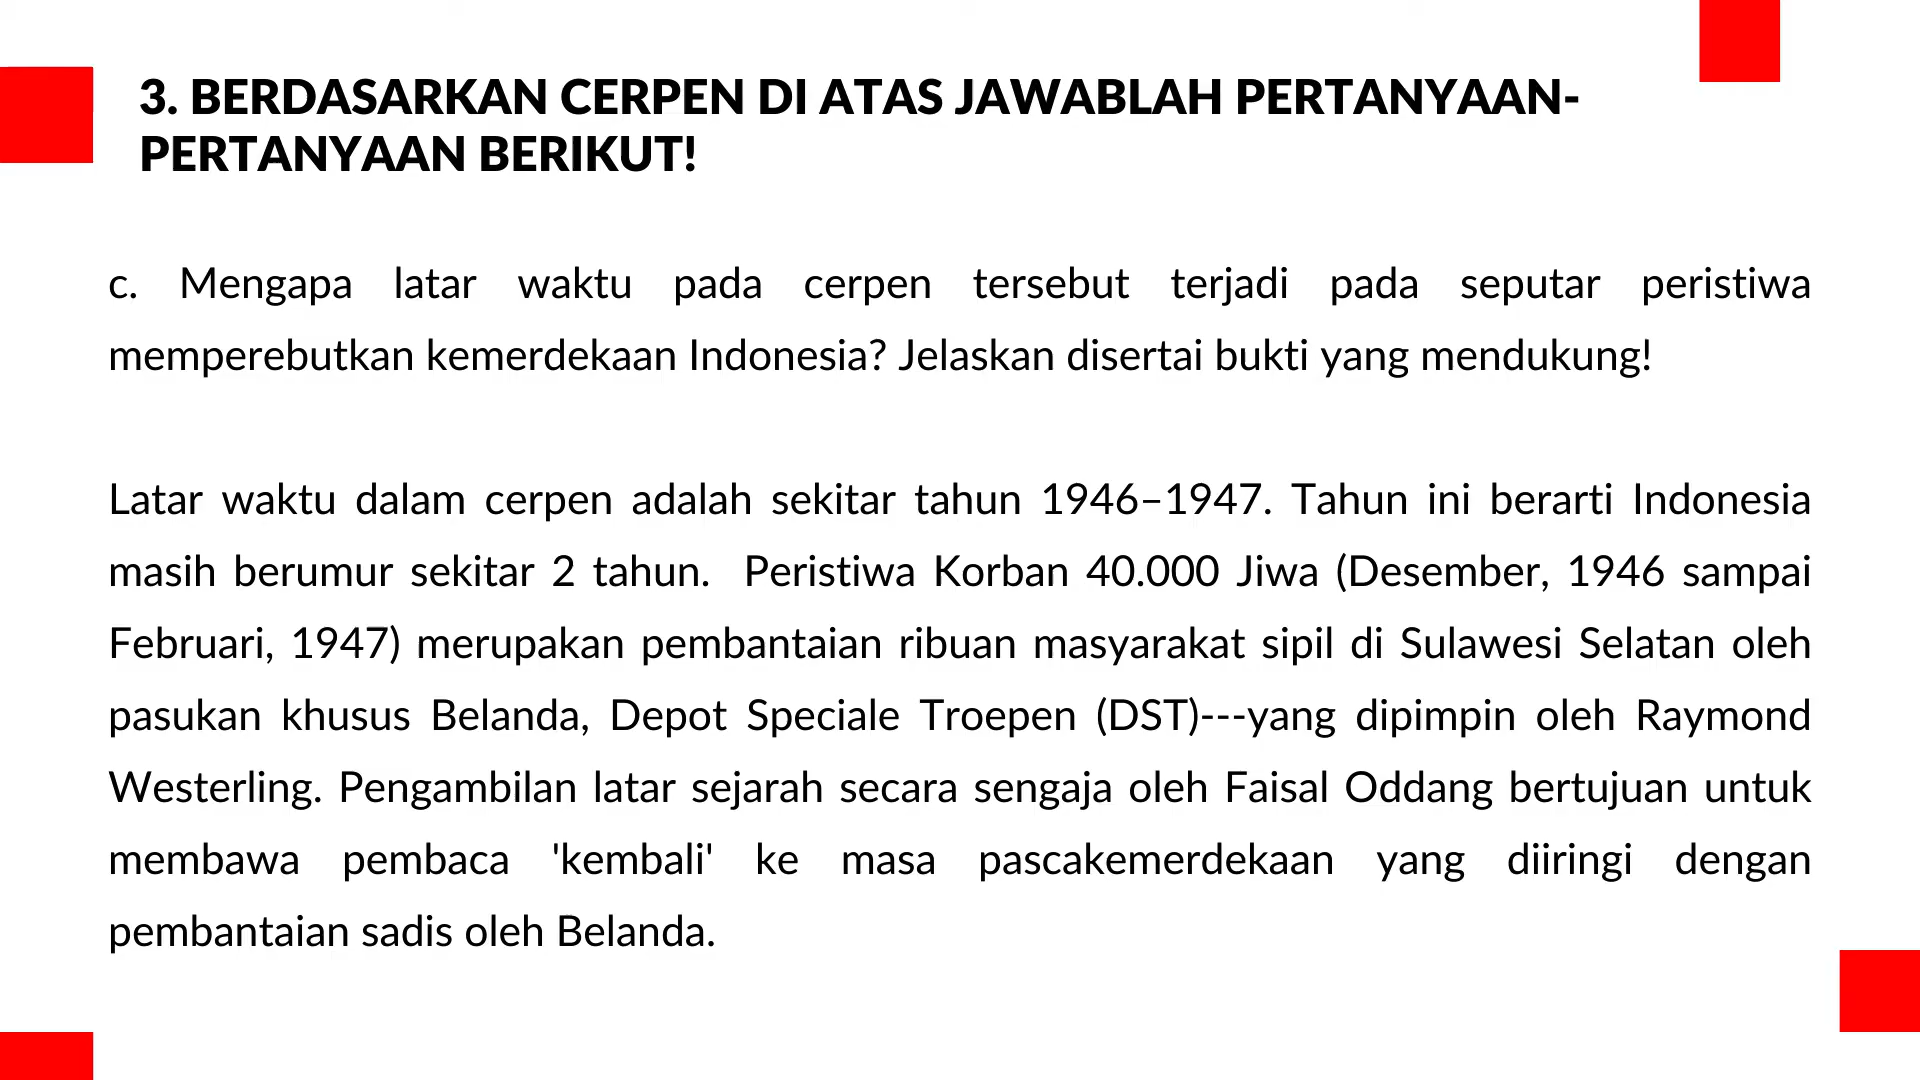 3. BERDASARKAN CERPEN DI ATAS JAWABLAH PERTANYAAN-
PERTANYAAN BERIKUT!
c. Mengapa latar waktu pada cerpen tersebut terjadi pada seputar peristiwa
memperebutkan kemerdekaan Indonesia? Jelaskan disertai bukti yang mendukung!
Latar waktu dalam cerpen adalah sekitar tahun 1946–1947. Tahun ini berarti Indonesia
masih berumur sekitar 2 tahun.  Peristiwa Korban 40.000 Jiwa (Desember, 1946 sampai
Februari, 1947) merupakan pembantaian ribuan masyarakat sipil di Sulawesi Selatan oleh
pasukan khusus Belanda, Depot Speciale Troepen (DST)---yang dipimpin oleh Raymond
Westerling. Pengambilan latar sejarah secara sengaja oleh Faisal Oddang bertujuan untuk
membawa pembaca 'kembali' ke masa pascakemerdekaan yang diiringi dengan
pembantaian sadis oleh Belanda.